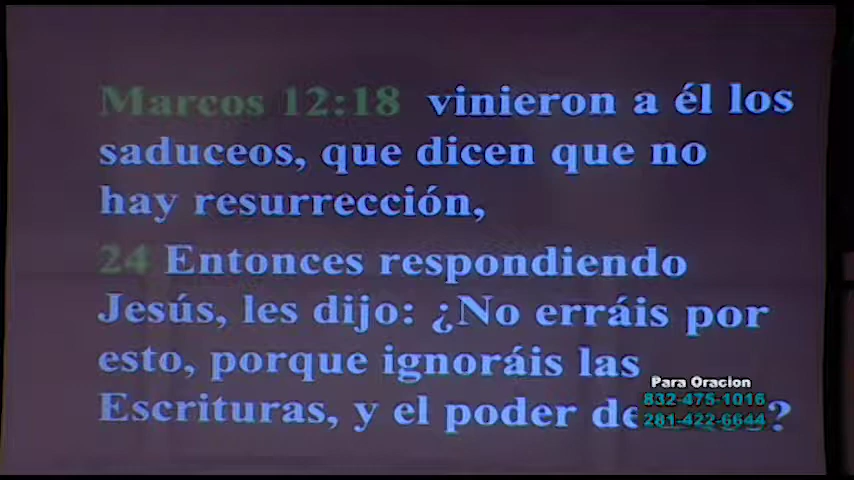 Marcos 12:18 vinieron a él los
saduceos, que dicen que no
hay resurrección,
24 Entonces respondiendo
Jesús, les dijo: ¿No erráis por
esto, porque ignoráis las
Escrituras, y el poder de ?
Para Oracion
832-475-1016
281-422-6644